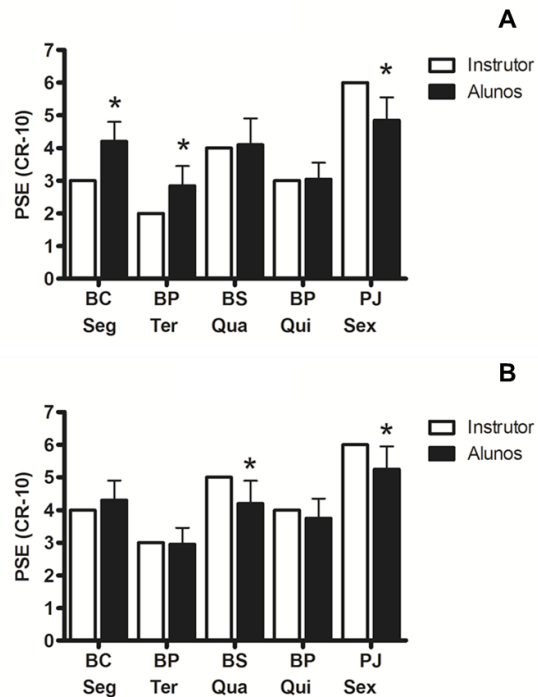 A
Instrutor
Alunos
PSE (CR-10)
7
6
5
4
3
2
1
0
* * *
BC BP BS BP PJ
Seg Ter Qua Qui Sex
B
Instrutor
Alunos
PSE (CR-10)
7
6
5
4
3
2
1
0
* *
BC BP BS BP PJ
Seg Ter Qua Qui Sex